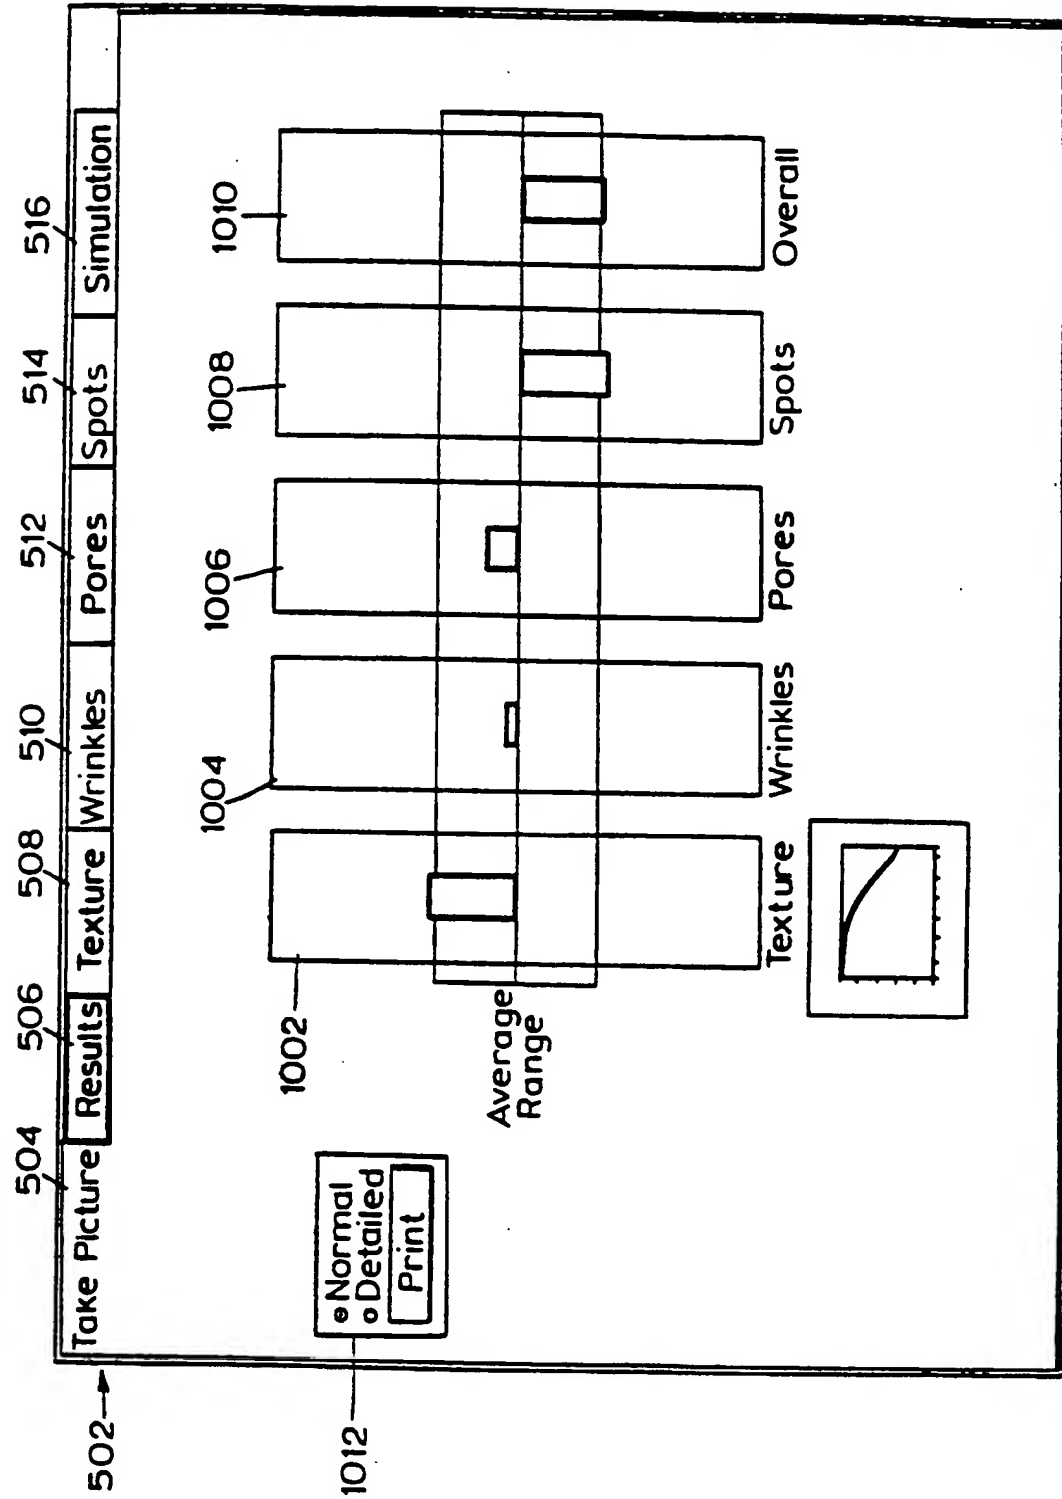 504 506 508 510 512 514 516
502
Take Picture Results Texture Wrinkles Pores Spots Simulation
1002 1004 1006 1008 1010
1012
Normal
Detailed
Print
Average
Range
Texture Wrinkles Pores Spots Overall